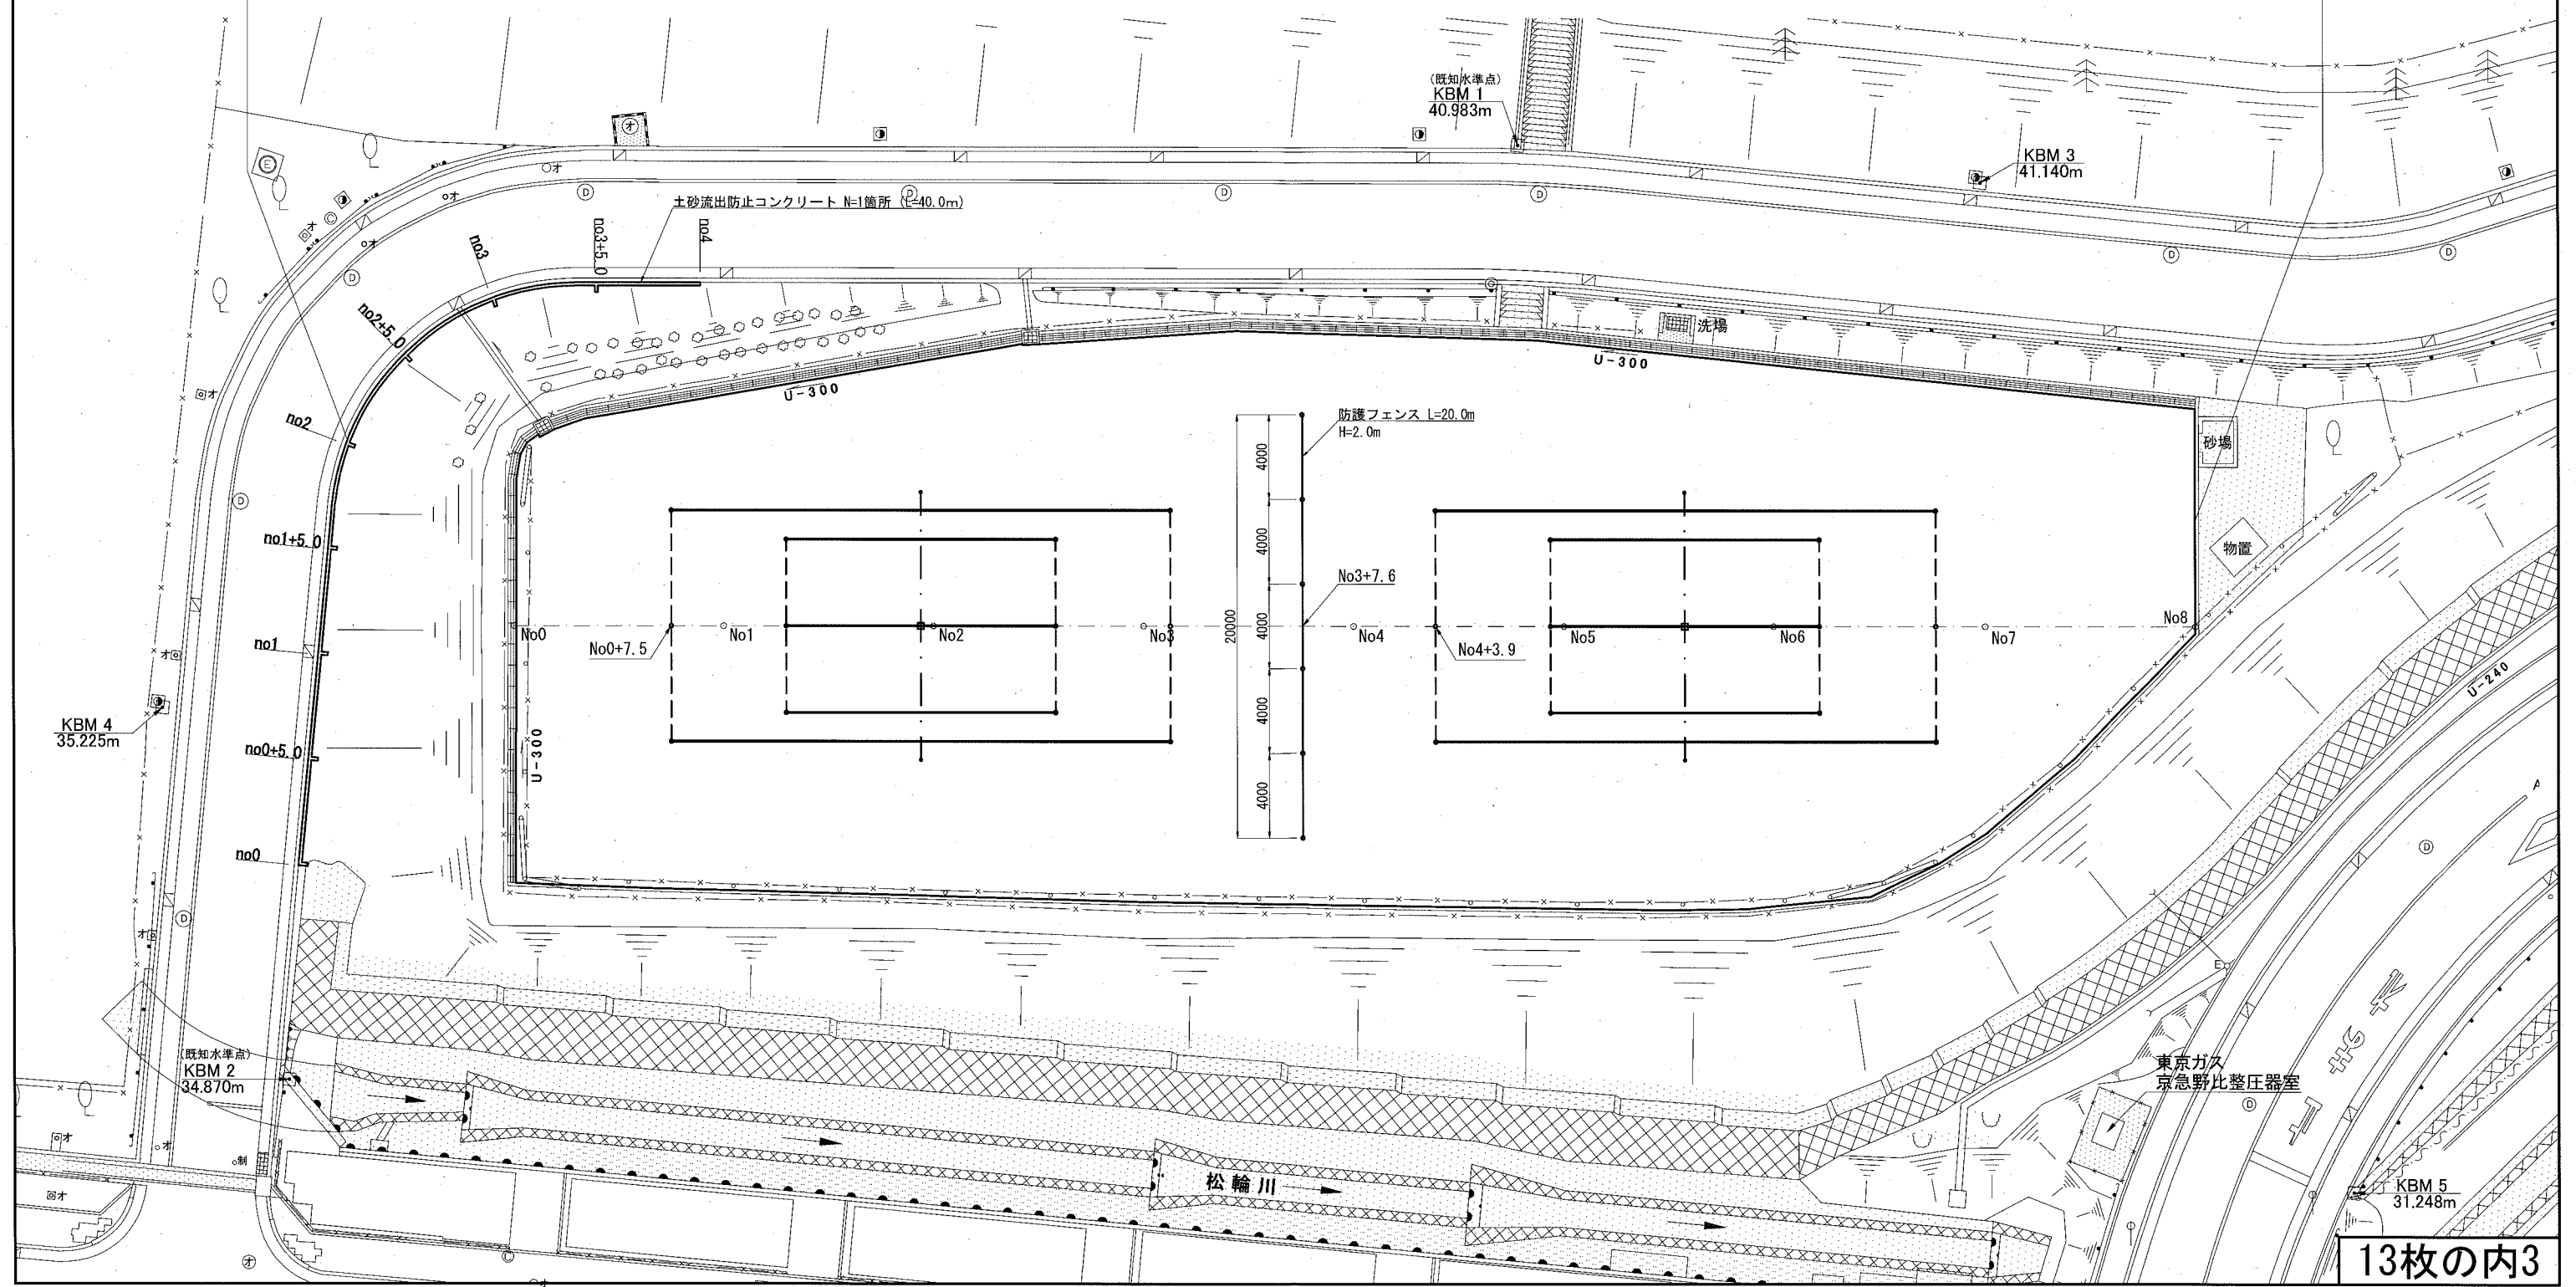 (既知水準点)
KBM 1
40.983m
KBM 3
41.140m
土砂流出防止コンクリート N=1箇所 (L=40.0m)
no4
no3+5.0
no3
no2+5.0
no2
no1+5.0
no1
no0+5.0
no0
洗場
U-300
U-300
防護フェンス L=20.0m
H=2.0m
砂場
物置
4000
4000
4000
4000
4000
20000
No3+7.6
No0
No0+7.5
No1
No2
No3
No4
No4+3.9
No5
No6
No7
No8
U-300
U-240
KBM 4
35.225m
(既知水準点)
KBM 2
34.870m
東京ガス
京急野比整圧器室
松輪川
KBM 5
31.248m
13枚の内3